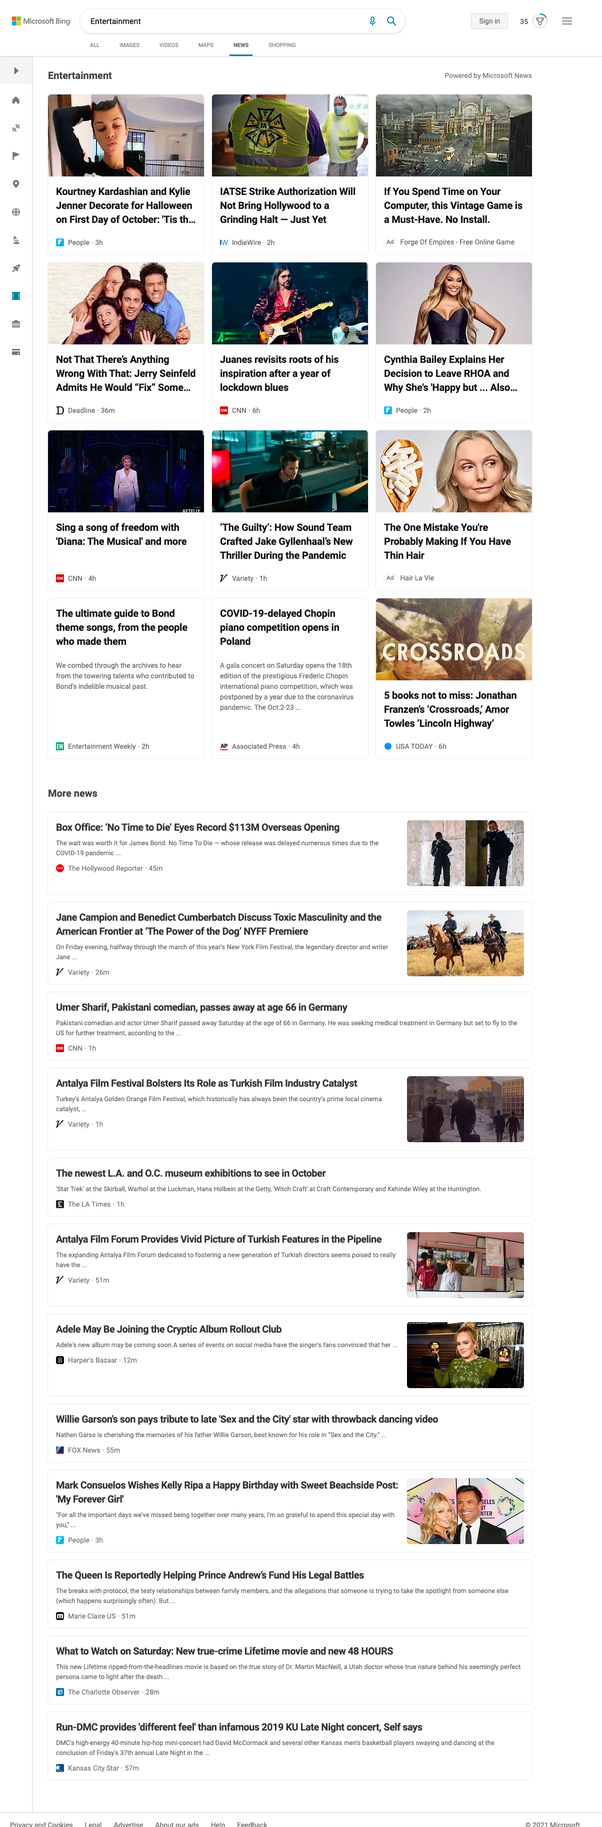 Microsoft Bing
Entertainment
Sign in
35
ALL
IMAGES
VIDEOS
MAPS
NEWS
SHOPPING
Entertainment
Powered by Microsoft News
Kourtney Kardashian and Kylie
Jenner Decorate for Halloween
on First Day of October: 'Tis th...
People · 3h
IATSE Strike Authorization Will
Not Bring Hollywood to a
Grinding Halt — Just Yet
IW IndieWire · 2h
If You Spend Time on Your
Computer, this Vintage Game is
a Must-Have. No Install.
Ad Forge Of Empires - Free Online Game
Not That There's Anything
Wrong With That: Jerry Seinfeld
Admits He Would "Fix" Some...
Deadline · 36m
Juanes revisits roots of his
inspiration after a year of
lockdown blues
CNN · 6h
Cynthia Bailey Explains Her
Decision to Leave RHOA and
Why She's 'Happy but ... Also...
People · 2h
NETFLIX
Sing a song of freedom with
'Diana: The Musical' and more
CNN · 4h
'The Guilty': How Sound Team
Crafted Jake Gyllenhaal's New
Thriller During the Pandemic
Variety · 1h
The One Mistake You're
Probably Making If You Have
Thin Hair
Ad Hair La Vie
The ultimate guide to Bond
theme songs, from the people
who made them
We combed through the archives to hear
from the towering talents who contributed to
Bond's indelible musical past.
Entertainment Weekly · 2h
COVID-19-delayed Chopin
piano competition opens in
Poland
A gala concert on Saturday opens the 18th
edition of the prestigious Frederic Chopin
international piano competition, which was
postponed by a year due to the coronavirus
pandemic. The Oct.2-23 ...
AP Associated Press · 4h
CROSSROADS
5 books not to miss: Jonathan
Franzen's 'Crossroads,' Amor
Towles 'Lincoln Highway'
USA TODAY · 6h
More news
Box Office: 'No Time to Die' Eyes Record $113M Overseas Opening
The wait was worth it for James Bond. No Time To Die — whose release was delayed numerous times due to the
COVID-19 pandemic ...
The Hollywood Reporter · 45m
Jane Campion and Benedict Cumberbatch Discuss Toxic Masculinity and the
American Frontier at 'The Power of the Dog' NYFF Premiere
On Friday evening, halfway through the march of this year's New York Film Festival, the legendary director and writer
Jane ...
Variety · 26m
Umer Sharif, Pakistani comedian, passes away at age 66 in Germany
Pakistani comedian and actor Umer Sharif passed away Saturday at the age of 66 in Germany. He was seeking medical treatment in Germany but set to fly to the
US for further treatment, according to the ...
CNN · 1h
Antalya Film Festival Bolsters Its Role as Turkish Film Industry Catalyst
Turkey's Antalya Golden Orange Film Festival, which historically has always been the country's prime local cinema
catalyst, ...
Variety · 1h
The newest L.A. and O.C. museum exhibitions to see in October
'Star Trek' at the Skirball, Warhol at the Luckman, Hans Holbein at the Getty, 'Witch Craft' at Craft Contemporary and Kehinde Wiley at the Huntington.
The LA Times · 1h
Antalya Film Forum Provides Vivid Picture of Turkish Features in the Pipeline
The expanding Antalya Film Forum dedicated to fostering a new generation of Turkish directors seems poised to really
have the ...
Variety · 51m
Adele May Be Joining the Cryptic Album Rollout Club
Adele's new album may be coming soon.A series of events on social media have the singer's fans convinced that her ...
Harper's Bazaar · 12m
Willie Garson's son pays tribute to late 'Sex and the City' star with throwback dancing video
Nathen Garso is cherishing the memories of his father Willie Garson, best known for his role in "Sex and the City." ...
FOX News · 55m
Mark Consuelos Wishes Kelly Ripa a Happy Birthday with Sweet Beachside Post:
'My Forever Girl'
"For all the important days we've missed being together over many years, I'm so grateful to spend this special day with
you," ...
People · 3h
The Queen Is Reportedly Helping Prince Andrew's Fund His Legal Battles
The breaks with protocol, the testy relationships between family members, and the allegations that someone is trying to take the spotlight from someone else
(which happens surprisingly often). But ...
Marie Claire US · 51m
What to Watch on Saturday: New true-crime Lifetime movie and new 48 HOURS
This new Lifetime ripped-from-the-headlines movie is based on the true story of Dr. Martin MacNeill, a Utah doctor whose true nature behind his seemingly perfect
persona came to light after the death ...
The Charlotte Observer · 28m
Run-DMC provides 'different feel' than infamous 2019 KU Late Night concert, Self says
DMC's high-energy 40-minute hip-hop mini-concert had David McCormack and several other Kansas men's basketball players swaying and dancing at the
conclusion of Friday's 37th annual Late Night in the ...
Kansas City Star · 57m
Privacy and Cookies
Legal
Advertise
About our ads
Help
Feedback
© 2021 Microsoft